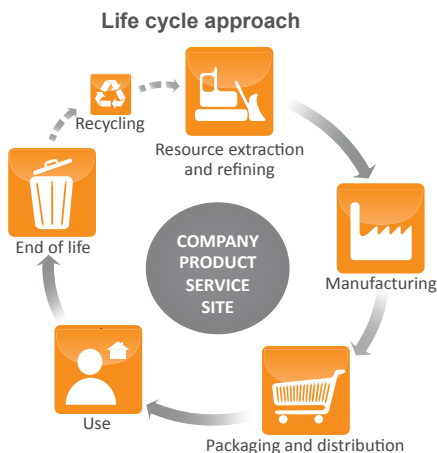 Life cycle approach
Recycling
Resource extraction
and refining
End of life
COMPANY
PRODUCT
SERVICE
SITE
Manufacturing
Use
Packaging and distribution